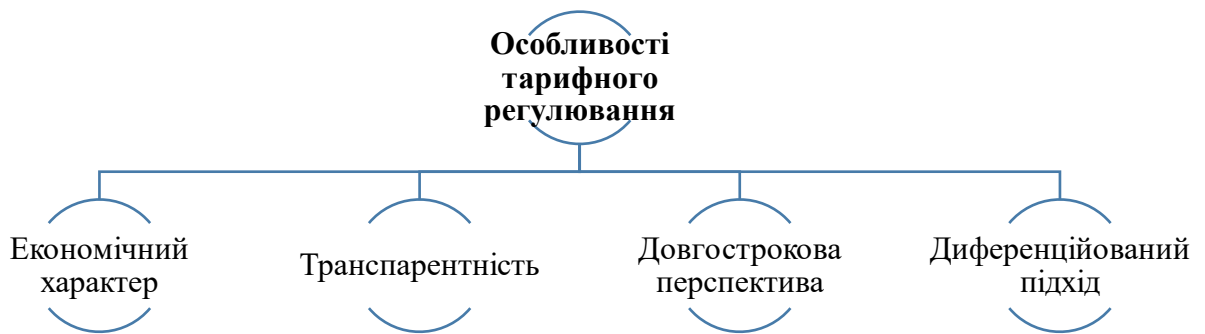 Особливості
тарифного
регулювання
Економічний
характер
Транспарентність
Довгострокова
перспектива
Диференційований
підхід